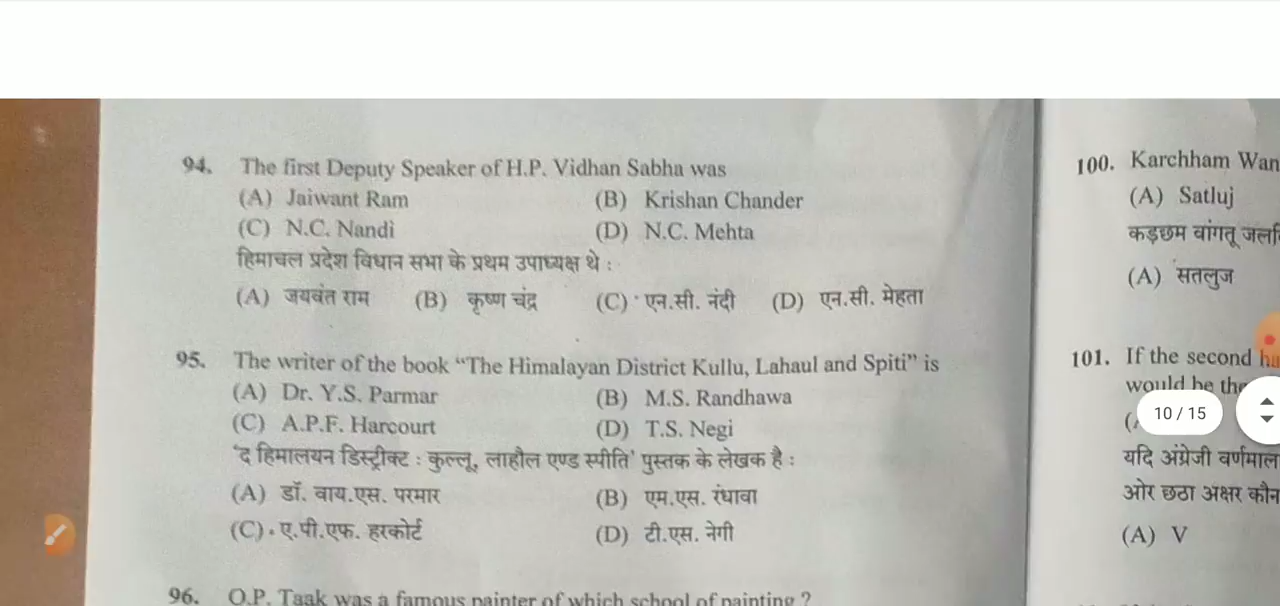 94. The first Deputy Speaker of H.P. Vidhan Sabha was
(A) Jaiwant Ram (B) Krishan Chander
(C) N.C. Nandi (D) N.C. Mehta
हिमाचल प्रदेश विधान सभा के प्रथम उपाध्यक्ष थे :
(A) जयवंत राम (B) कृष्ण चंद्र (C) एन.सी. नंदी (D) एन.सी. मेहता
95. The writer of the book “The Himalayan District Kullu, Lahaul and Spiti” is
(A) Dr. Y.S. Parmar (B) M.S. Randhawa
(C) A.P.F. Harcourt (D) T.S. Negi
‘द हिमालयन डिस्ट्रीक्ट : कुल्लू, लाहौल एण्ड स्पीति’ पुस्तक के लेखक है :
(A) डॉ. वाय.एस. परमार (B) एम.एस. रंधावा
(C) ए.पी.एफ. हरकोर्ट (D) टी.एस. नेगी
96. O.P. Taak was a famous painter of which school of painting ?
100. Karchham Wan
(A) Satluj
कड़छम वांगतू
(A) सतलुज
101. If the second
would be the
10 / 15
यदि अंग्रेजी वर्णमाल
ओर छठा अक्षर कौन
(A) V